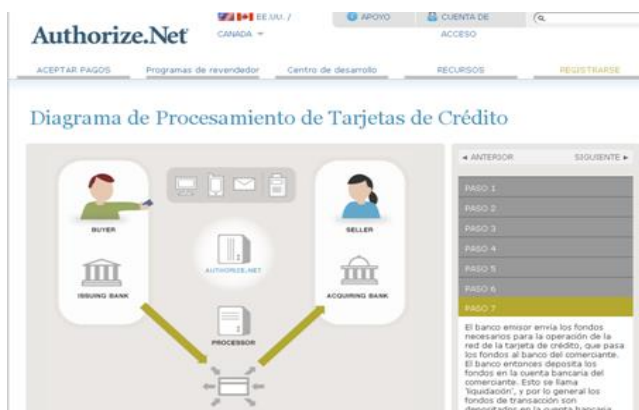 EE.UU. /
APOYO
CUENTA DE
Authorize.Net
CANADA
ACCESO
ACEPTAR PAGOS
Programas de revendedor
Centro de desarrollo
RECURSOS
REGISTRARSE
Diagrama de Procesamiento de Tarjetas de Crédito
◄ ANTERIOR
SIGUIENTE ►
PASO 1
PASO 2
PASO 3
PASO 4
PASO 5
PASO 6
PASO 7
BUYER
SELLER
AUTHORIZE.NET
ISSUING BANK
ACQUIRING BANK
PROCESSOR
El banco emisor envía los fondos
necesarios para la operación de la
red de la tarjeta de crédito, que pasa
los fondos al banco del comerciante.
El banco entonces deposita los
fondos en la cuenta bancaria del
comerciante. Esto se llama
'liquidación', y por lo general los
fondos de transacción son
depositados en la cuenta bancaria